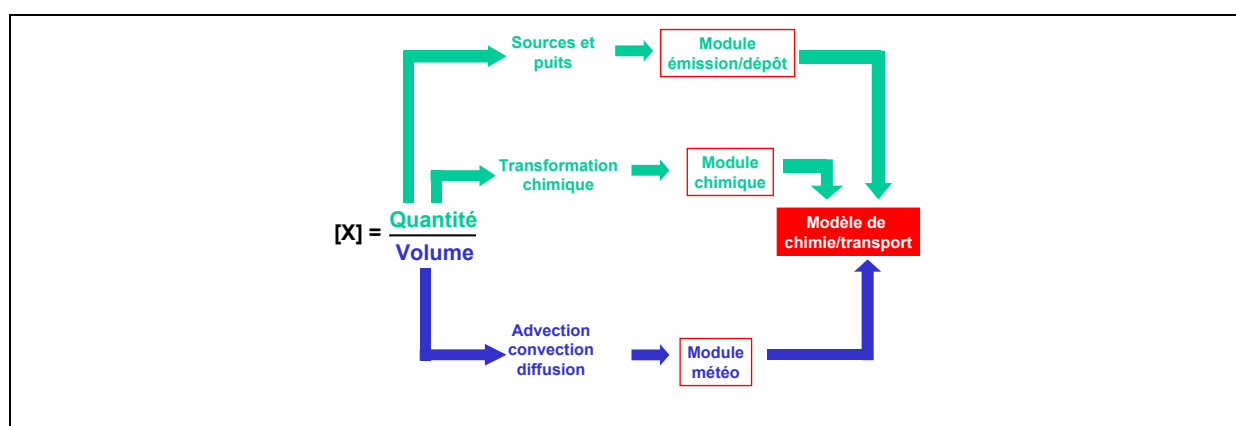 Sources et
puits
Module
émission/dépôt
Transformation
chimique
Module
chimique
[X] =
Quantité
Volume
Modèle de
chimie/transport
Advection
convection
diffusion
Module
météo